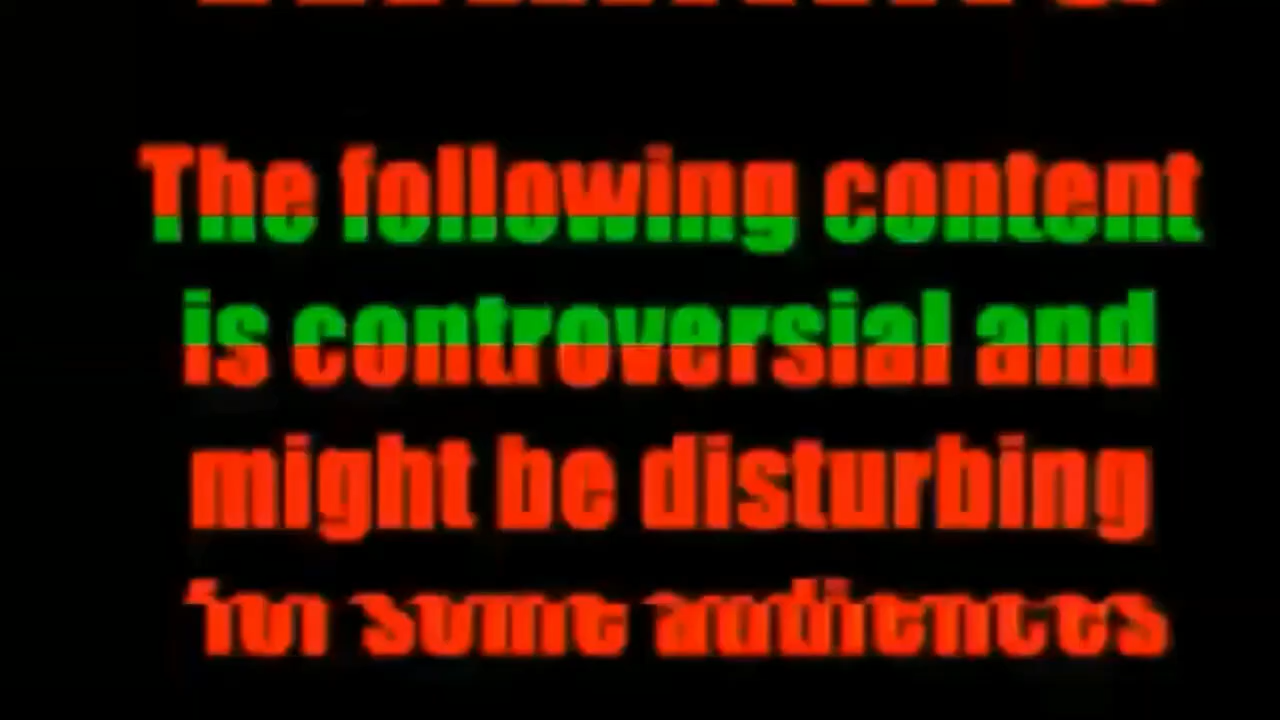 The following content
is controversial and
might be disturbing
for some audiences